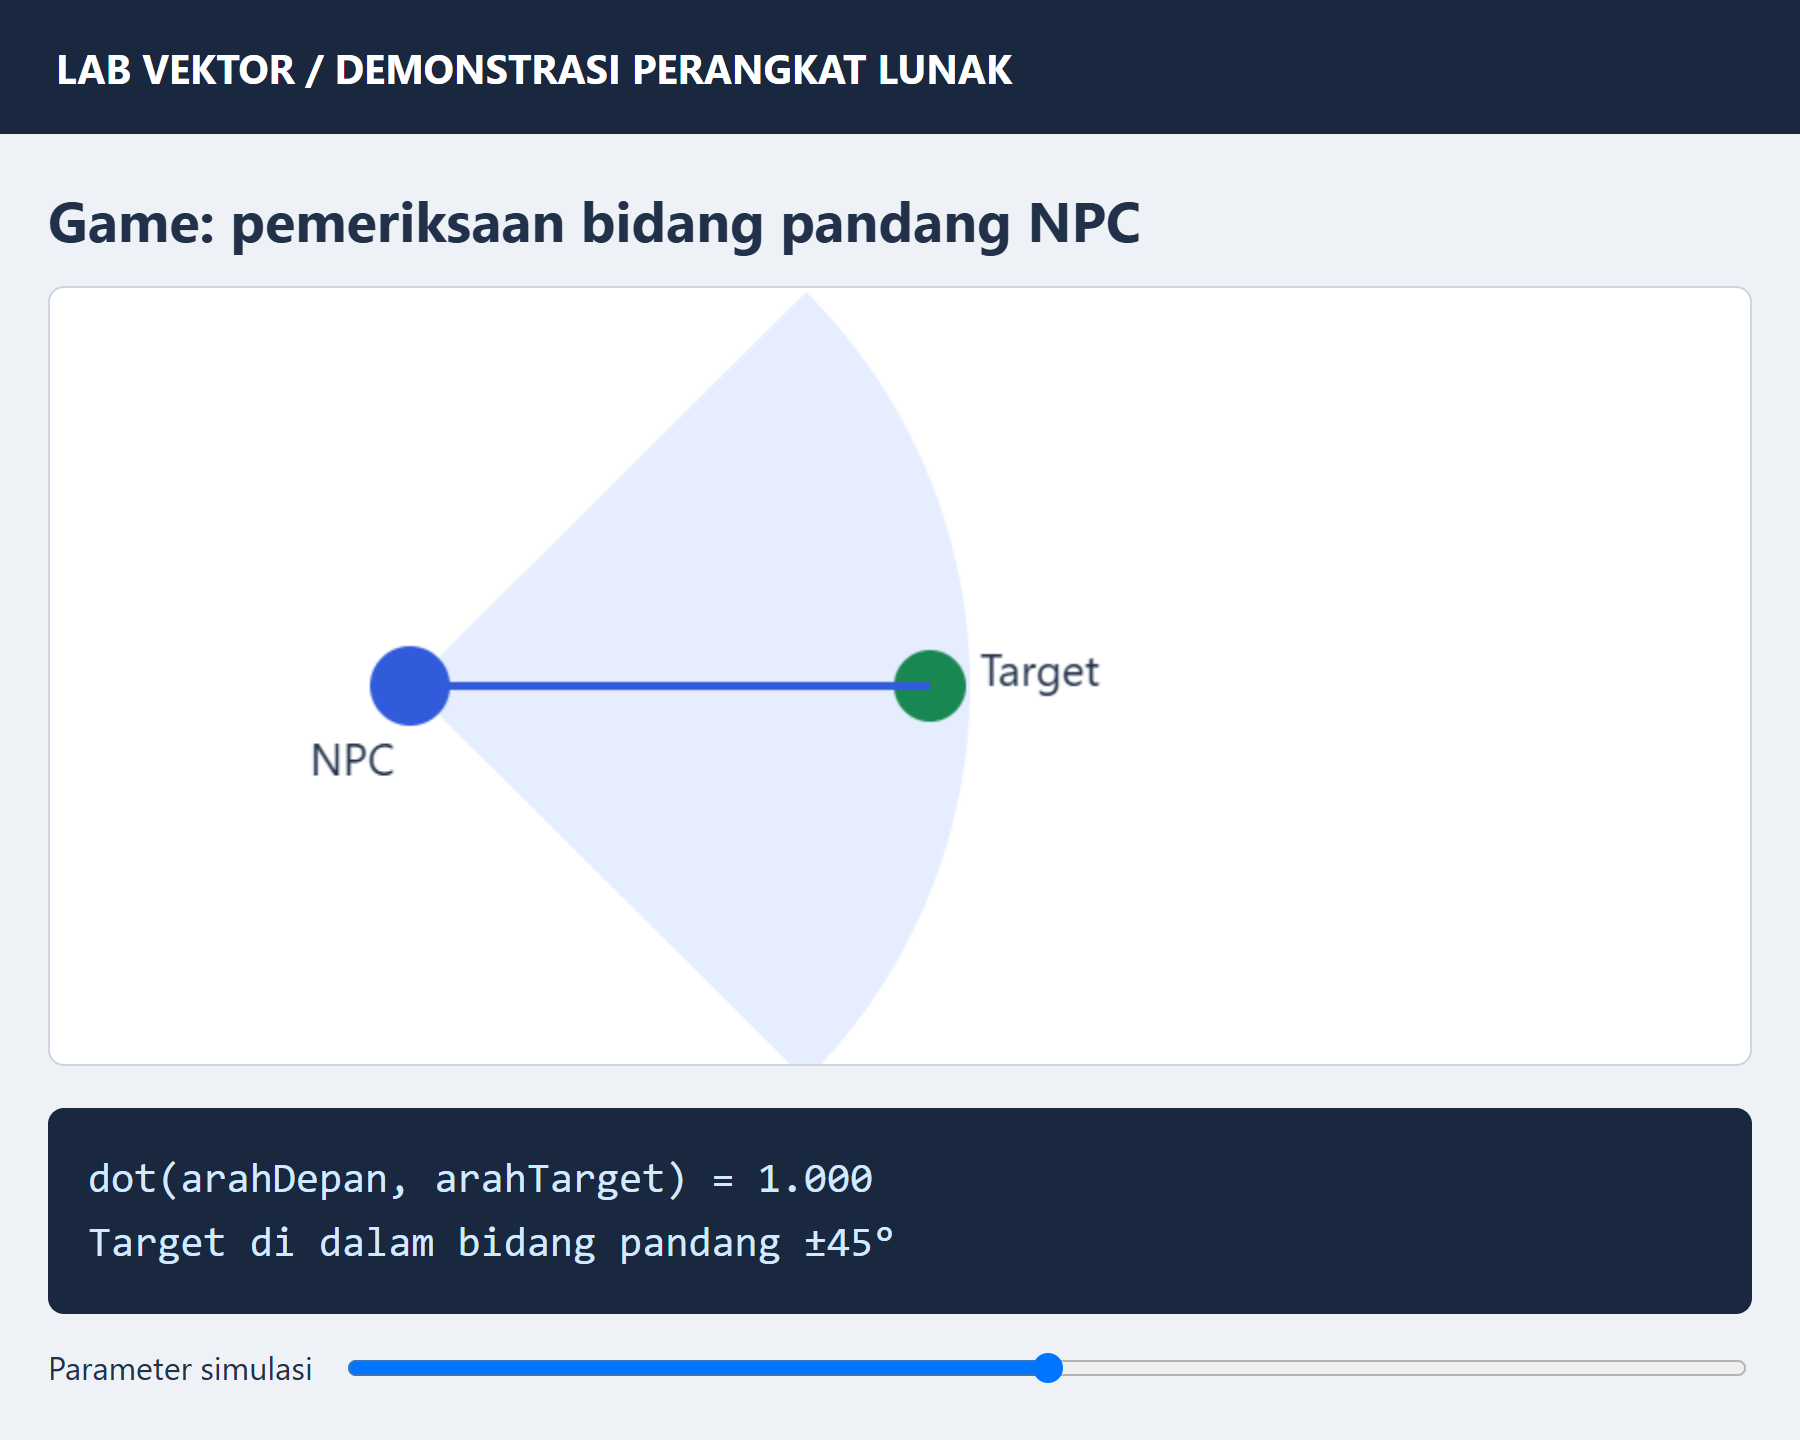 LAB VEKTOR / DEMONSTRASI PERANGKAT LUNAK
Game: pemeriksaan bidang pandang NPC
Target
NPC
dot(arahDepan, arahTarget) = 1.000
Target di dalam bidang pandang ±45°
Parameter simulasi